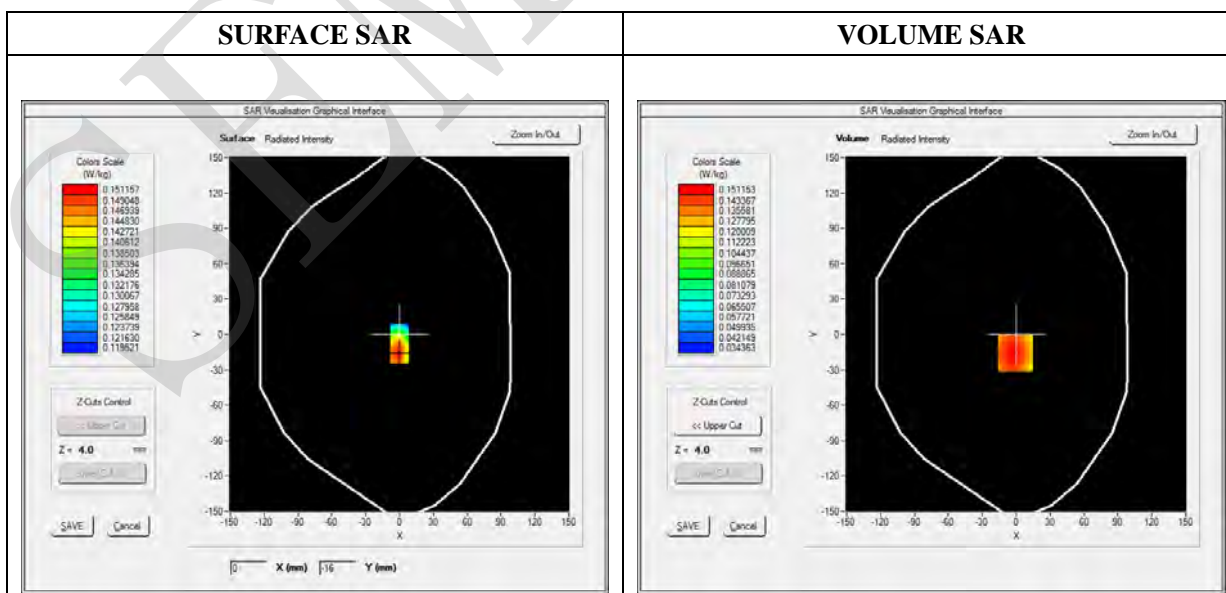 SURFACE SAR
VOLUME SAR
SAR Visualisation Graphical Interface
Surface Radiated Intensity
Zoom In/Out
Colors Scale
(W/kg)
0.151157
0.149048
0.146939
0.144830
0.142721
0.140612
0.138503
0.136394
0.134285
0.132176
0.130067
0.127958
0.125849
0.123739
0.121630
0.119521
Z-Cuts Control
<< Upper Cut
Z = 4.0 mm
SAVE
Cancel
150
120
90
60
30
0
-30
-60
-90
-120
-150
Y
-150 -120 -90 -60 -30 0 30 60 90 120 150
X
0 X (mm) -16 Y (mm)
SAR Visualisation Graphical Interface
Volume Radiated Intensity
Zoom In/Out
Colors Scale
(W/kg)
0.151153
0.143367
0.135581
0.127795
0.120009
0.112223
0.104437
0.096651
0.088865
0.081079
0.073293
0.065507
0.057721
0.049935
0.042149
0.034363
Z-Cuts Control
<< Upper Cut
Z = 4.0 mm
SAVE
Cancel
150
120
90
60
30
0
-30
-60
-90
-120
-150
Y
-150 -120 -90 -60 -30 0 30 60 90 120 150
X